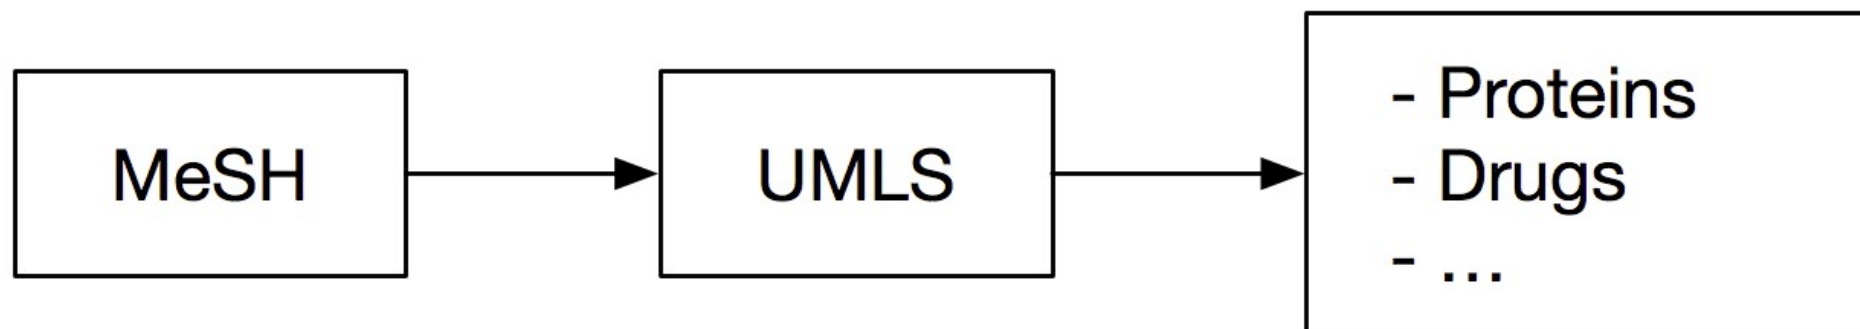 MeSH
UMLS
- Proteins
- Drugs
- ...